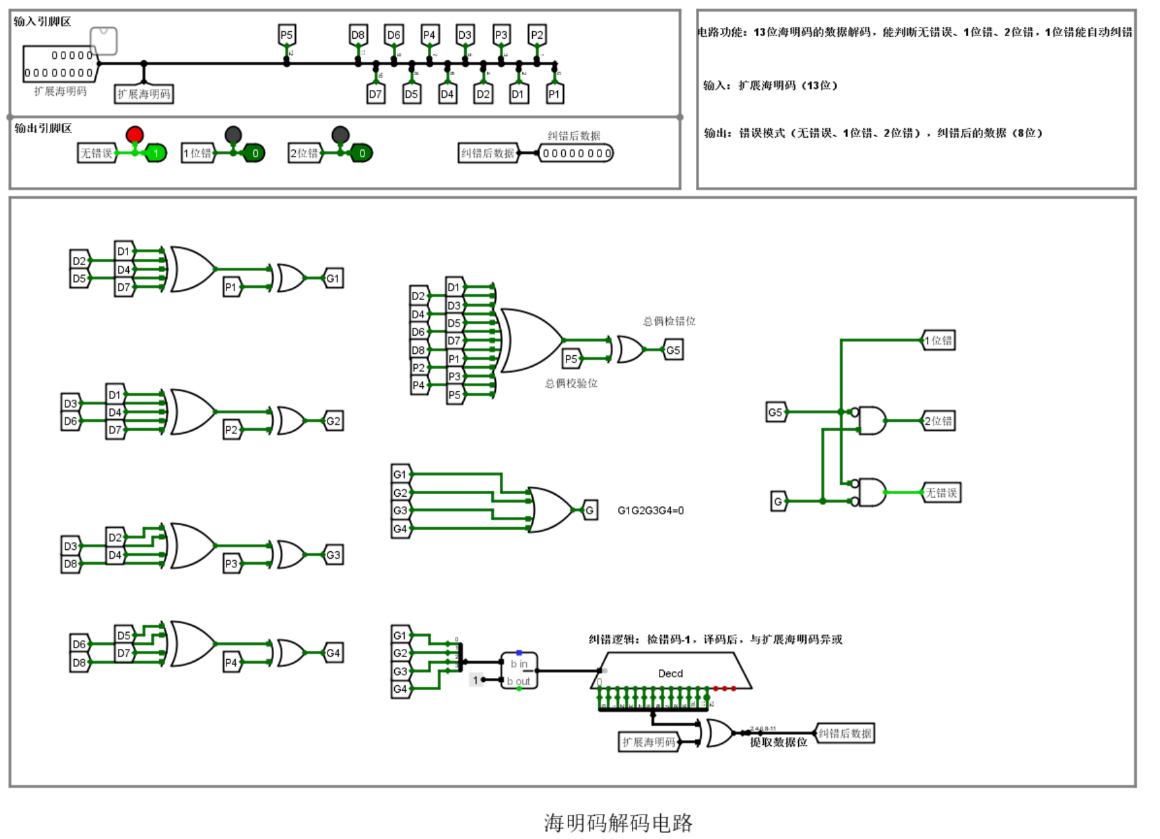 输入引脚区
00000
00000000
扩展海明码
扩展海明码
P5
D8
D6
P4
D3
P3
P2
D7
D5
D4
D2
D1
P1
电路功能：13位海明码的数据解码，能判断无错误、1位错、2位错，1位错能自动纠错
输入：扩展海明码（13位）
输出：错误模式（无错误、1位错、2位错），纠错后的数据（8位）
输出引脚区
无错误
1
1位错
0
2位错
0
纠错后数据
纠错后数据
00000000
D1
D2
D4
D5
D7
P1
G1
D1
D3
D4
D6
D7
P2
G2
D2
D3
D4
D8
P3
G3
D5
D6
D7
D8
P4
G4
D1
D2
D3
D4
D5
D6
D7
D8
P1
P2
P3
P4
P5
总偶检错位
P5
G5
总偶校验位
G1
G2
G3
G4
G
G1G2G3G4=0
1位错
G5
2位错
G
无错误
纠错逻辑：检错码-1，译码后，与扩展海明码异或
G1
G2
G3
G4
b in
1
b out
Decd
0
扩展海明码
2,4-6,8-11
提取数据位
纠错后数据
海明码解码电路